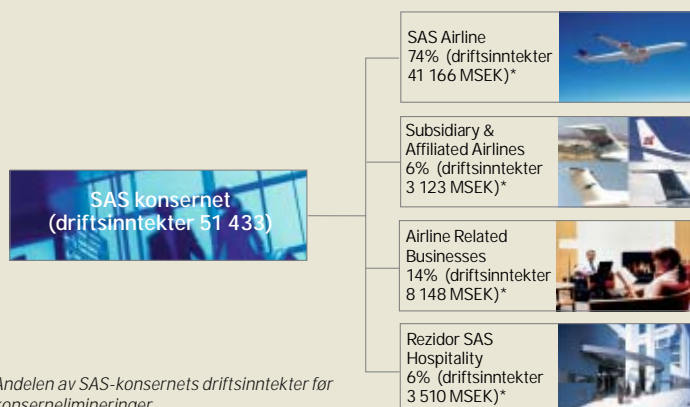 SAS Airline
74% (driftsinntekter
41 166 MSEK)*
Subsidiary &
Affiliated Airlines
6% (driftsinntekter
3 123 MSEK)*
SAS konsernet
(driftsinntekter 51 433)
Airline Related
Businesses
14% (driftsinntekter
8 148 MSEK)*
Rezidor SAS
Hospitality
6% (driftsinntekter
3 510 MSEK)*
Andelen av SAS-konsernets driftsinntekter før
konsernelimineringer